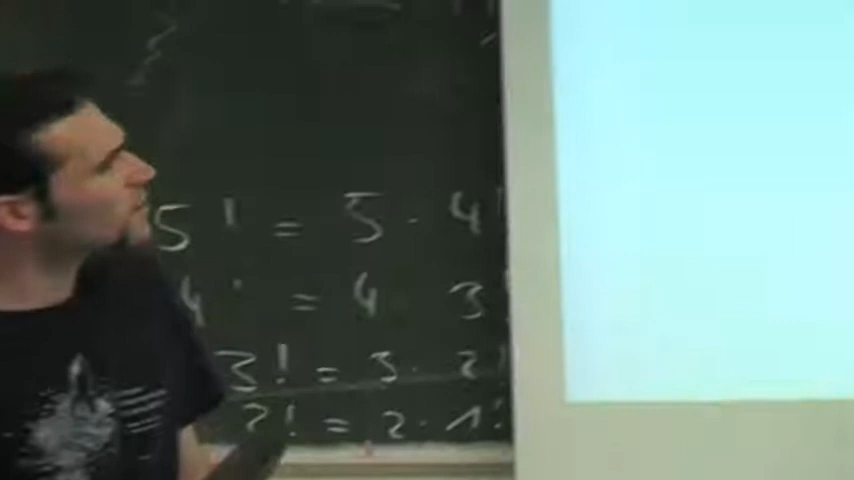 5! = 5 · 4!
4! = 4 · 3!
3! = 3 · 2!
2! = 2 · 1!